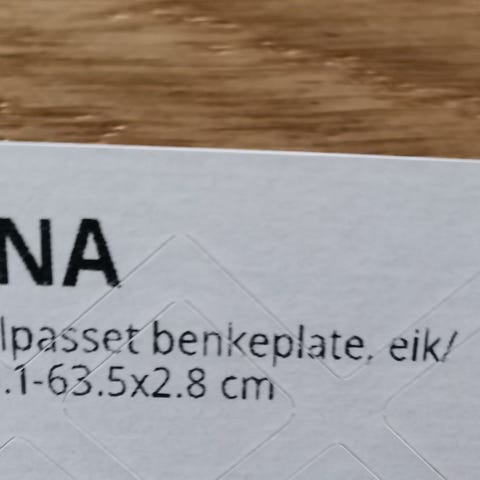 NA
lpasset benkeplate, eik/
.1-63.5x2.8 cm